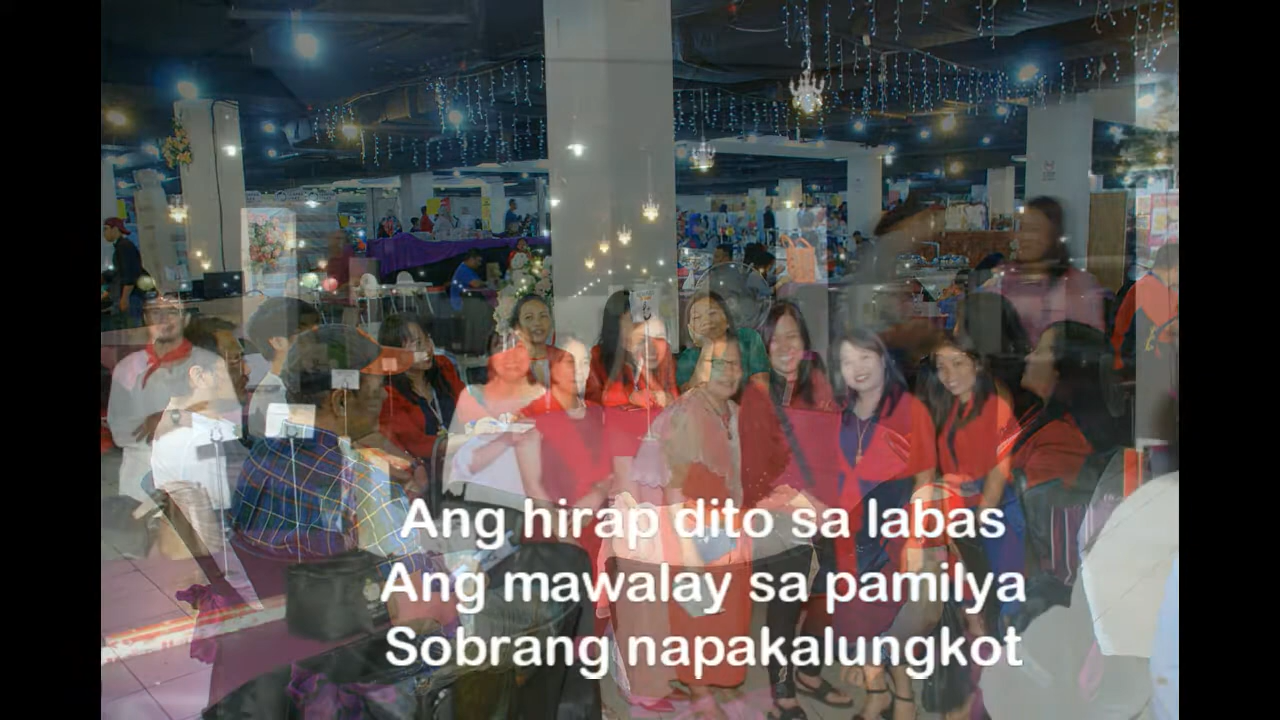 Ang hirap dito sa labas
Ang mawalay sa pamilya
Sobrang napakalungkot